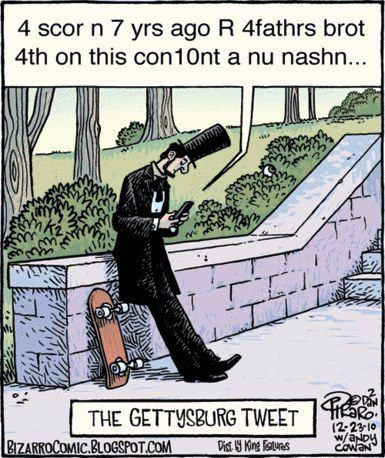 4 scor n 7 yrs ago R 4fathrs brot
4th on this con10nt a nu nashn...
THE GETTYSBURG TWEET
BIZARROCOMIC.BLOGSPOT.COM
Dist. by King Features
© 2 DAN
PIRARO.
12-23-10
W/ANDY
COWAN